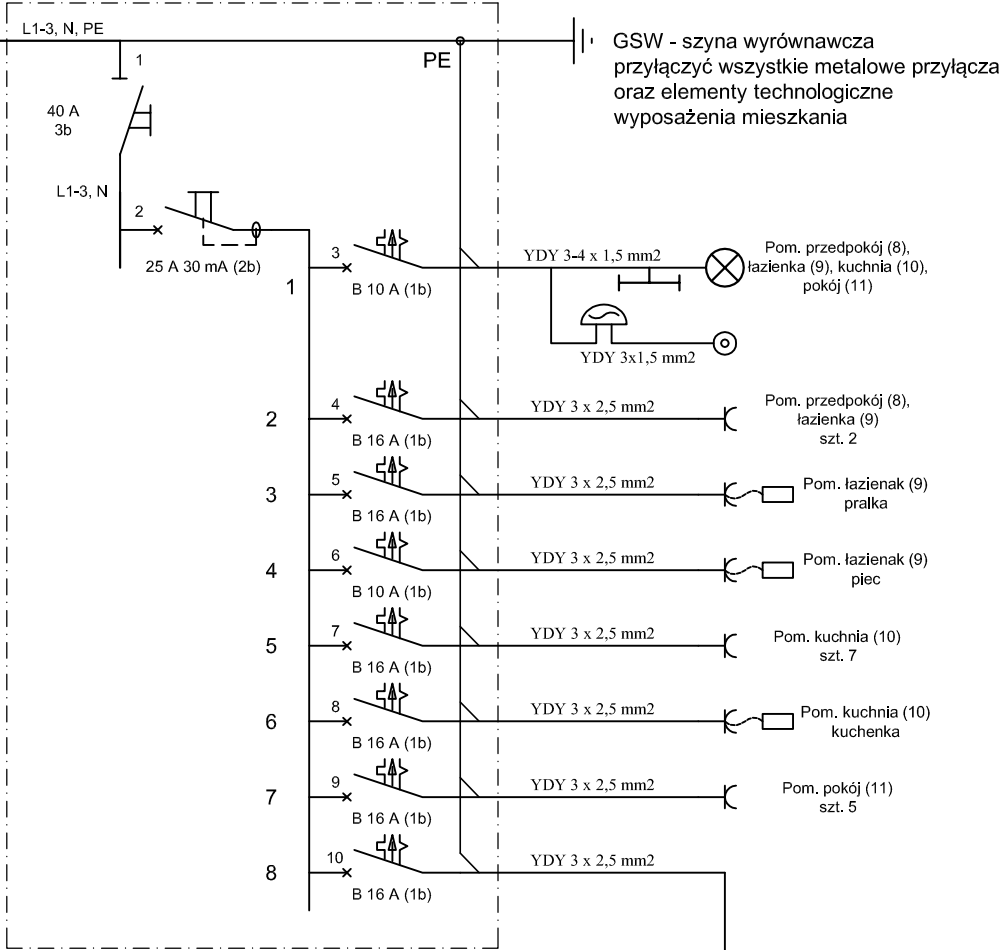 L1-3, N, PE
1
PE
GSW - szyna wyrównawcza
przyłączyć wszystkie metalowe przyłącza
oraz elementy technologiczne
wyposażenia mieszkania
40 A
3b
L1-3, N
2
25 A 30 mA (2b)
1
3
B 10 A (1b)
YDY 3-4 x 1,5 mm2
Pom. przedpokój (8),
łazienka (9), kuchnia (10),
pokój (11)
YDY 3x1,5 mm2
2
4
B 16 A (1b)
YDY 3 x 2,5 mm2
Pom. przedpokój (8),
łazienka (9)
szt. 2
3
5
B 16 A (1b)
YDY 3 x 2,5 mm2
Pom. łazienak (9)
pralka
4
6
B 10 A (1b)
YDY 3 x 2,5 mm2
Pom. łazienak (9)
piec
5
7
B 16 A (1b)
YDY 3 x 2,5 mm2
Pom. kuchnia (10)
szt. 7
6
8
B 16 A (1b)
YDY 3 x 2,5 mm2
Pom. kuchnia (10)
kuchenka
7
9
B 16 A (1b)
YDY 3 x 2,5 mm2
Pom. pokój (11)
szt. 5
8
10
B 16 A (1b)
YDY 3 x 2,5 mm2